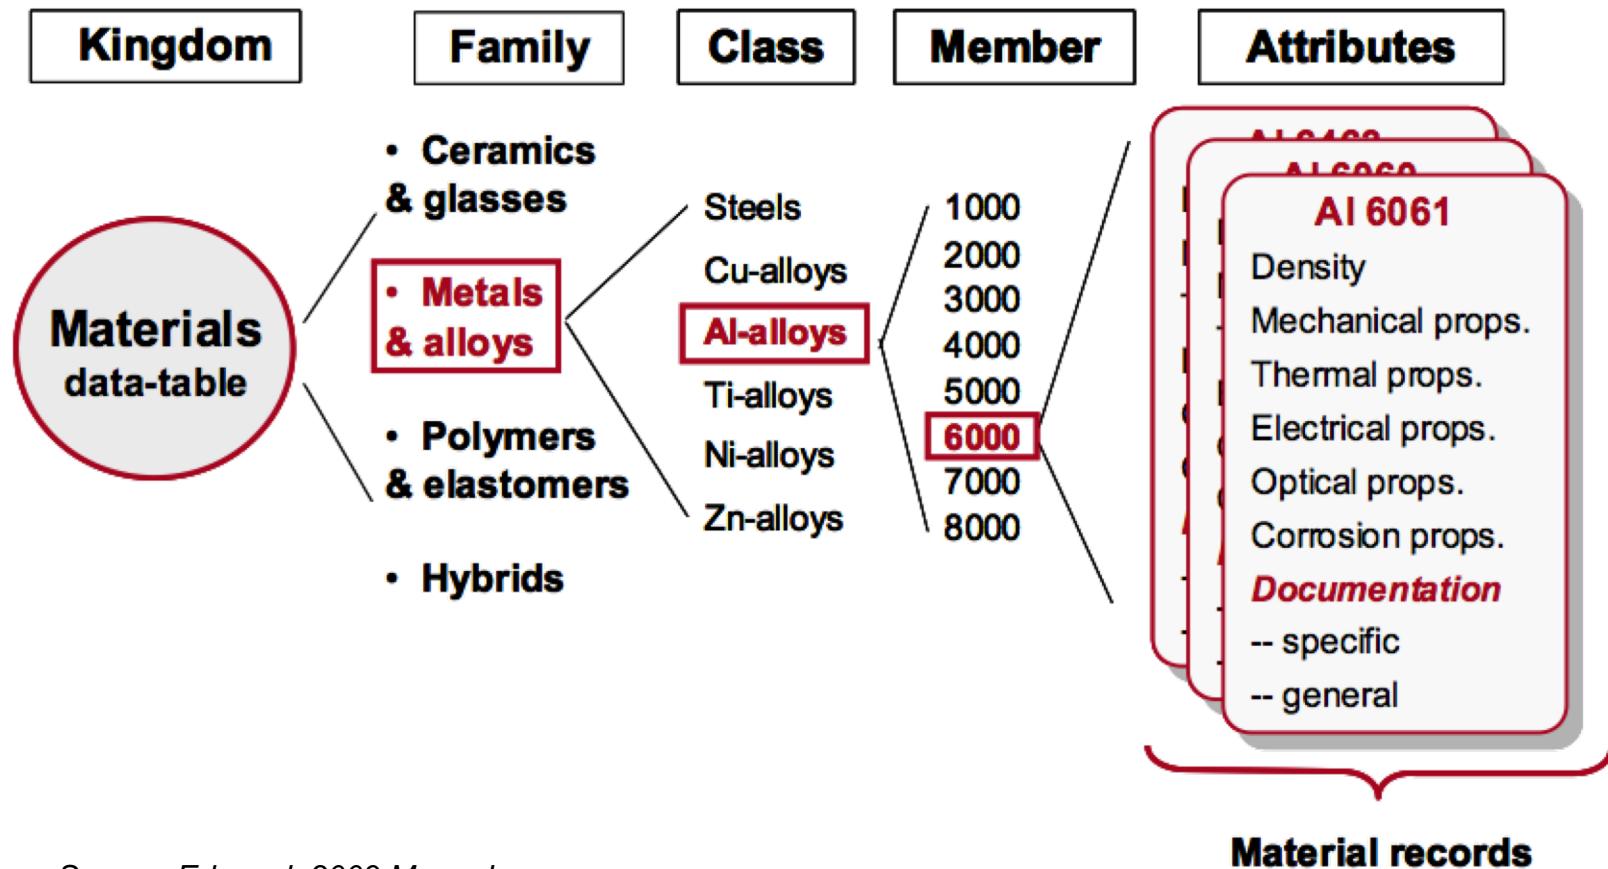 Kingdom
Family
Class
Member
Attributes
Materials
data-table
• Ceramics
& glasses
• Metals
& alloys
• Polymers
& elastomers
• Hybrids
Steels
Cu-alloys
Al-alloys
Ti-alloys
Ni-alloys
Zn-alloys
1000
2000
3000
4000
5000
6000
7000
8000
Al 6060
Al 6061
Density
Mechanical props.
Thermal props.
Electrical props.
Optical props.
Corrosion props.
Documentation
-- specific
-- general
Material records